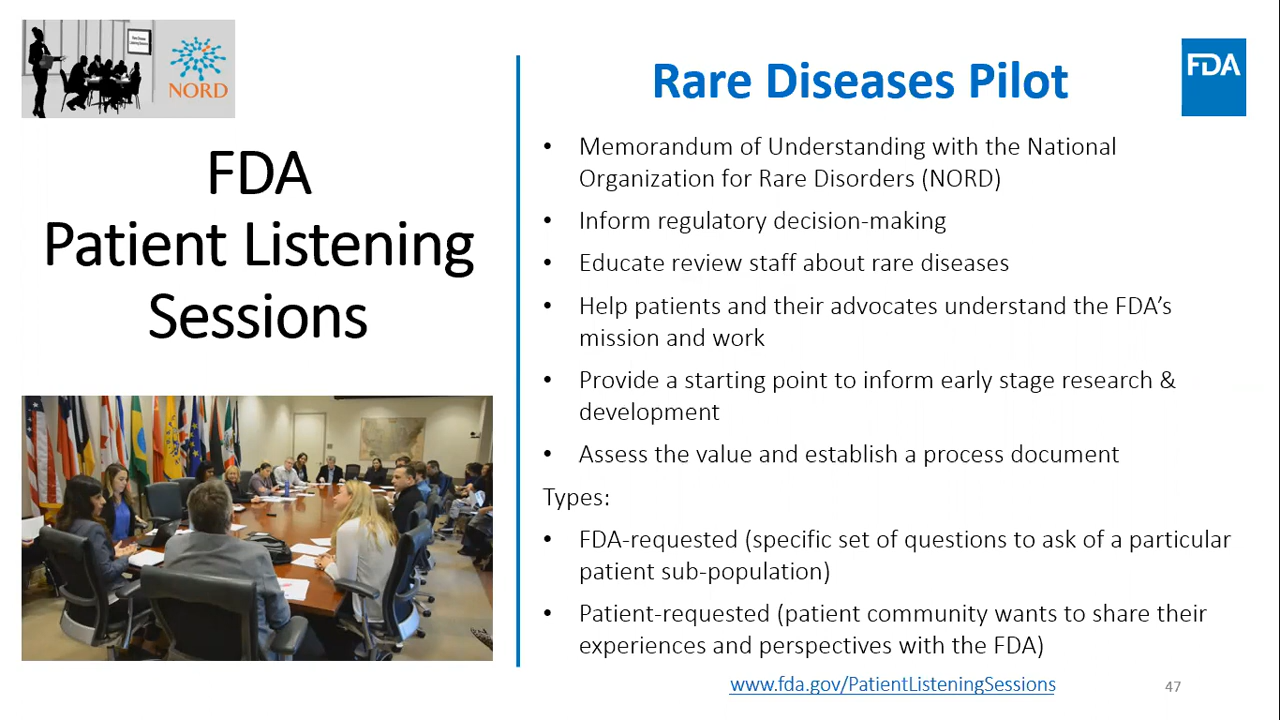 NORD
FDA
Patient Listening
Sessions
Rare Diseases Pilot
FDA
• Memorandum of Understanding with the National
Organization for Rare Disorders (NORD)
• Inform regulatory decision-making
• Educate review staff about rare diseases
• Help patients and their advocates understand the FDA’s
mission and work
• Provide a starting point to inform early stage research &
development
• Assess the value and establish a process document
Types:
• FDA-requested (specific set of questions to ask of a particular
patient sub-population)
• Patient-requested (patient community wants to share their
experiences and perspectives with the FDA)
www.fda.gov/PatientListeningSessions
47